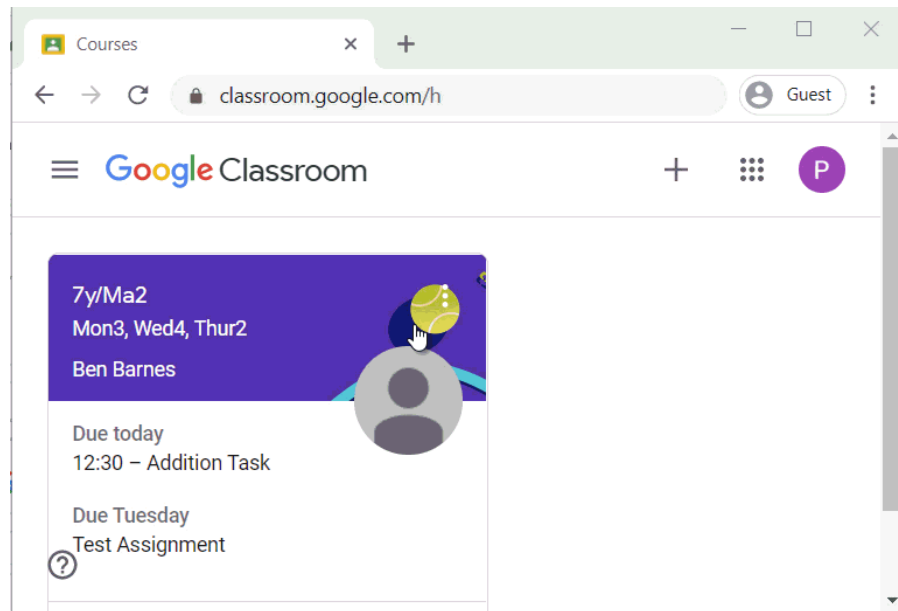 Courses
classroom.google.com/h
Guest
Google Classroom
P
7y/Ma2
Mon3, Wed4, Thur2
Ben Barnes
Due today
12:30 – Addition Task
Due Tuesday
Test Assignment
?